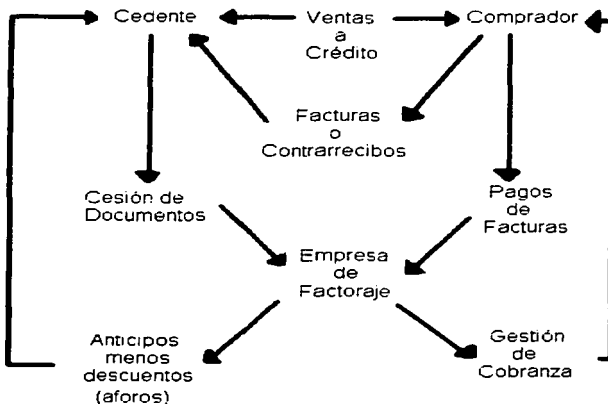 Cedente
Ventas
a
Crédito
Comprador
Facturas
o
Contrarrecibos
Cesión de
Documentos
Pagos
de
Facturas
Empresa
de
Factoraje
Anticipos
menos
descuentos
(aforos)
Gestión
de
Cobranza